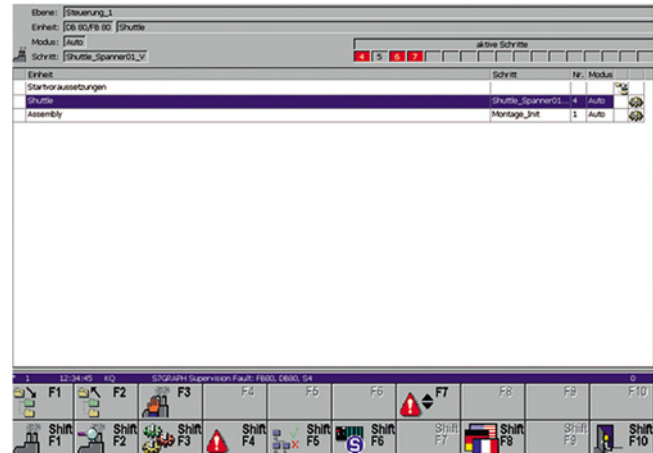 Ebene: Steuerung_1
Einheit: DB 80/FB 80 Shuttle
Modus: Auto
Schritt: Shuttle_Spanner01_V
aktive Schritte
4 5 6 7
Einheit Schritt Nr. Modus
Startvoraussetzungen
Shuttle Shuttle_Spanner01... 4 Auto
Assembly Montage_Init 1 Auto
1 12:34:45 KQ S7GRAPH Supervision Fault: FB80, DB80, S4 0
F1 F2 F3 F4 F5 F6 F7 F8 F9 F10
Shift F1 Shift F2 Shift F3 Shift F4 Shift F5 S Shift F6 Shift F7 Shift F8 Shift F9 Shift F10